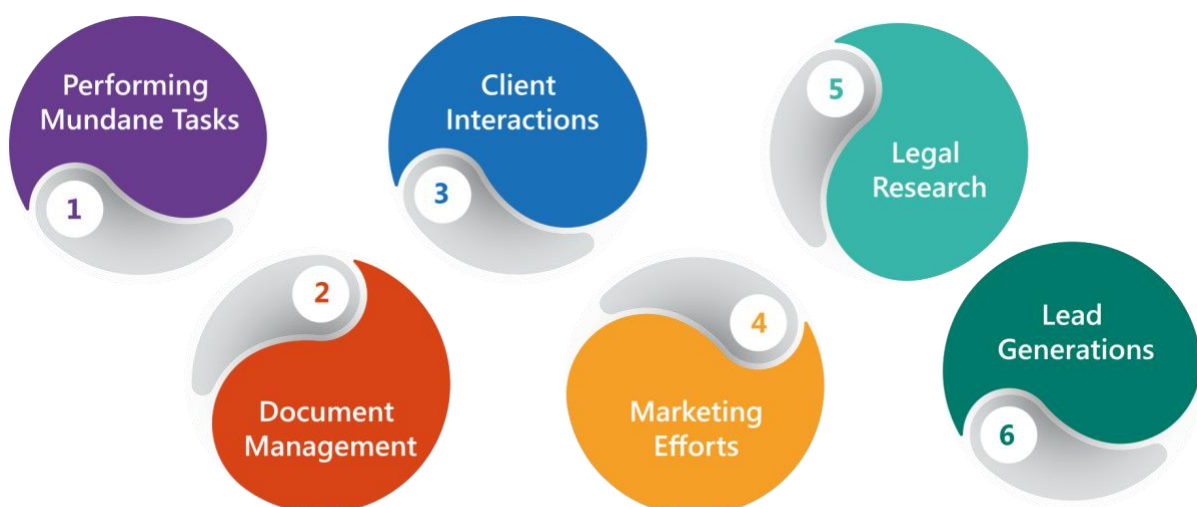 Performing
Mundane Tasks
1
2
Document
Management
Client
Interactions
3
4
Marketing
Efforts
5
Legal
Research
Lead
Generations
6